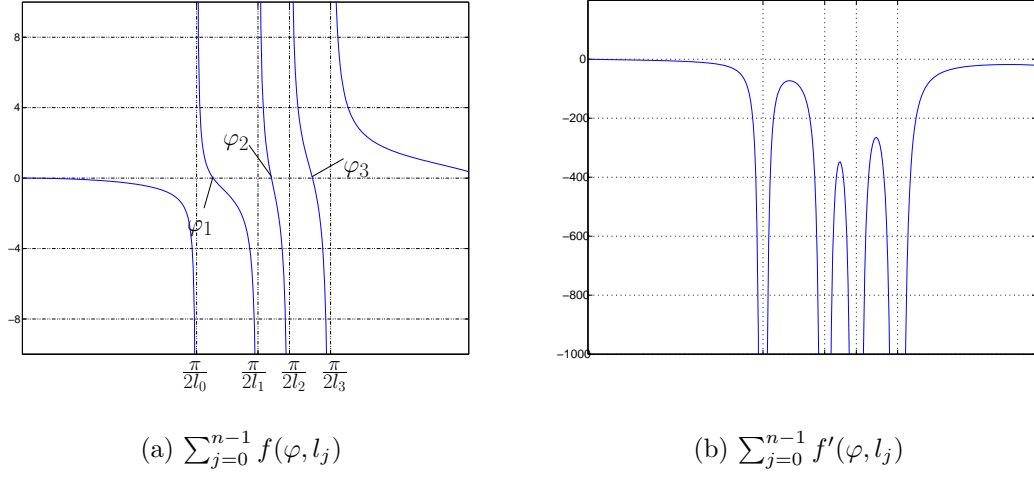 8
4
0
−4
−8
φ1
φ2
φ3
π/2l0 π/2l1 π/2l2 π/2l3
(a) ∑_{j=0}^{n−1} f(φ, l_j)
0
−200
−400
−600
−800
−1000
(b) ∑_{j=0}^{n−1} f′(φ, l_j)